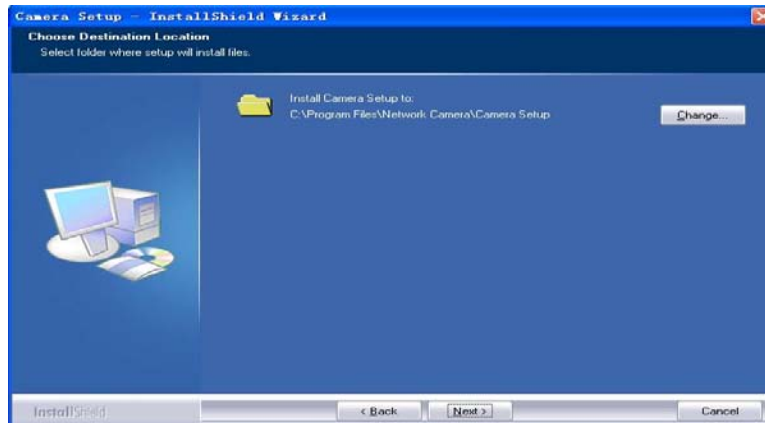 Camera Setup - InstallShield Wizard
Choose Destination Location
Select folder where setup will install files.
Install Camera Setup to:
C:\Program Files\Network Camera\Camera Setup
Change...
InstallShield
< Back
Next >
Cancel